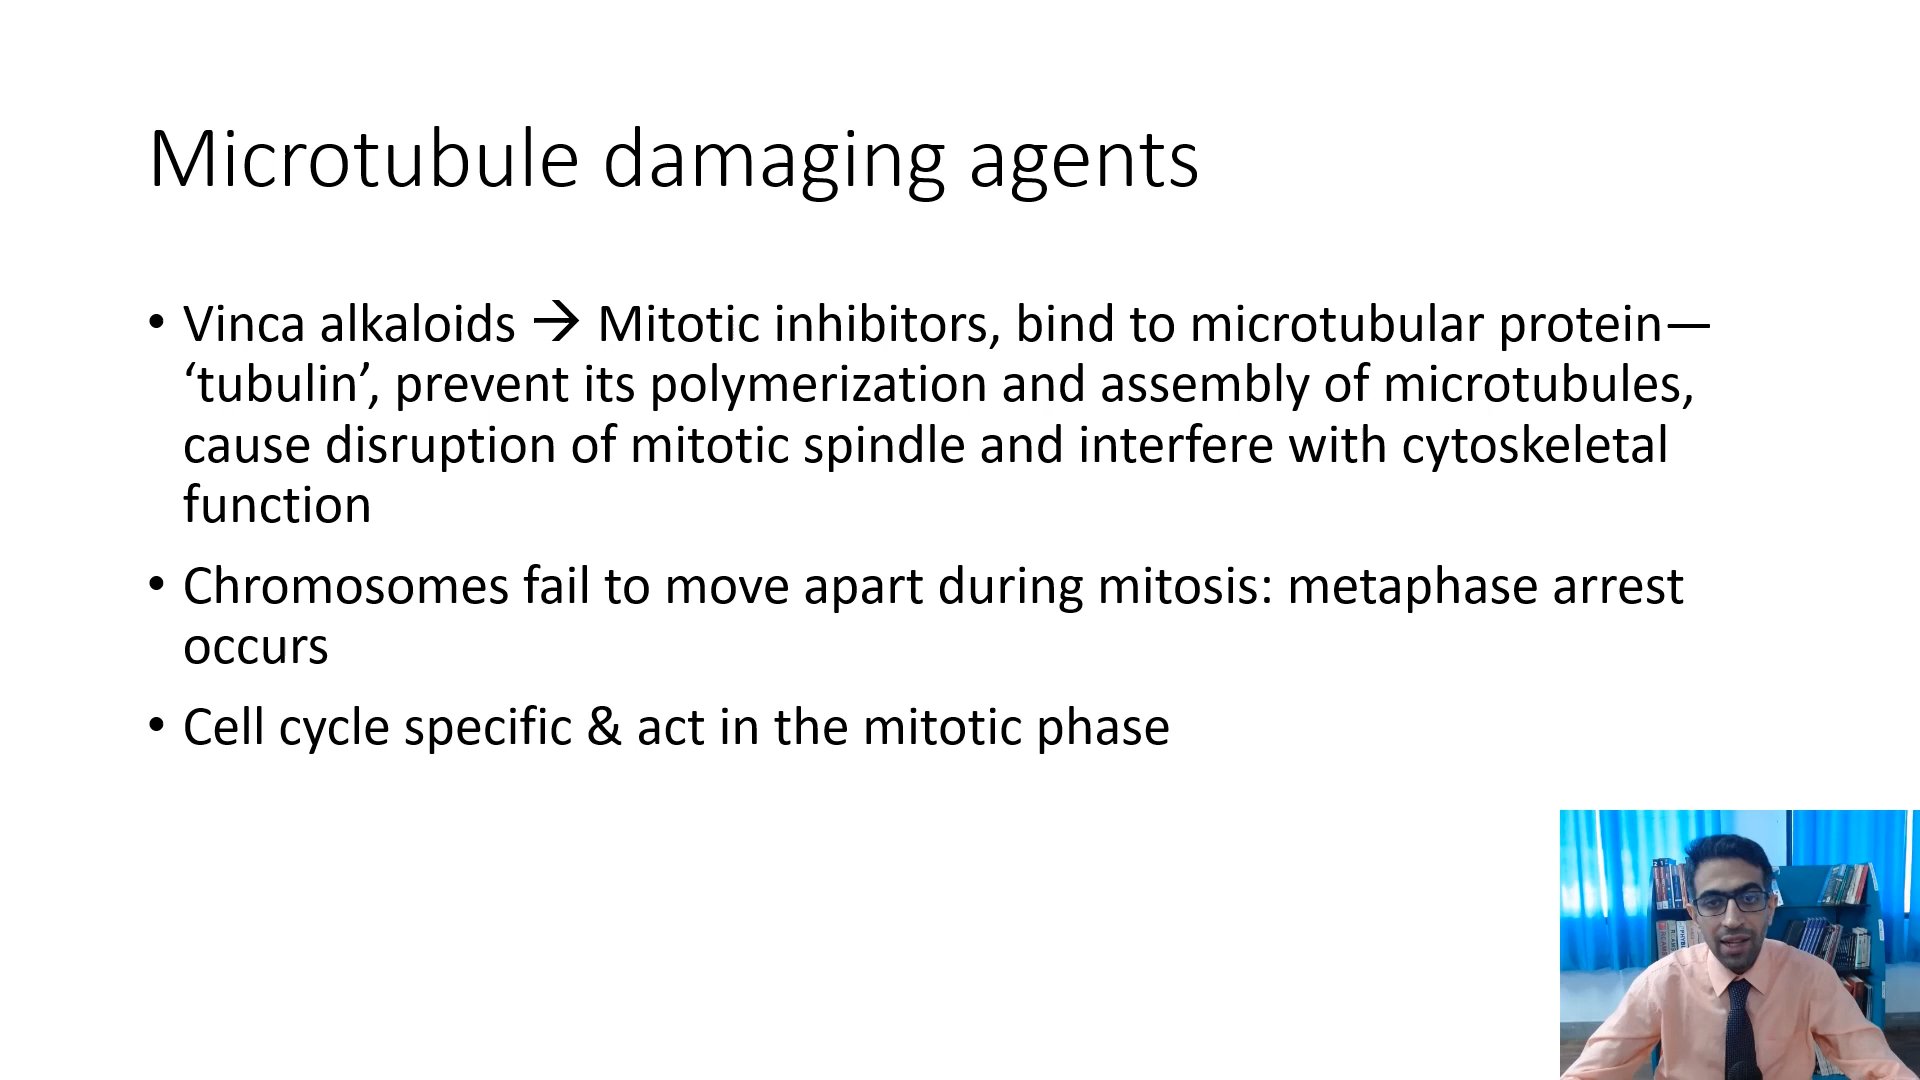 Microtubule damaging agents
• Vinca alkaloids → Mitotic inhibitors, bind to microtubular protein—
‘tubulin’, prevent its polymerization and assembly of microtubules,
cause disruption of mitotic spindle and interfere with cytoskeletal
function
• Chromosomes fail to move apart during mitosis: metaphase arrest
occurs
• Cell cycle specific & act in the mitotic phase